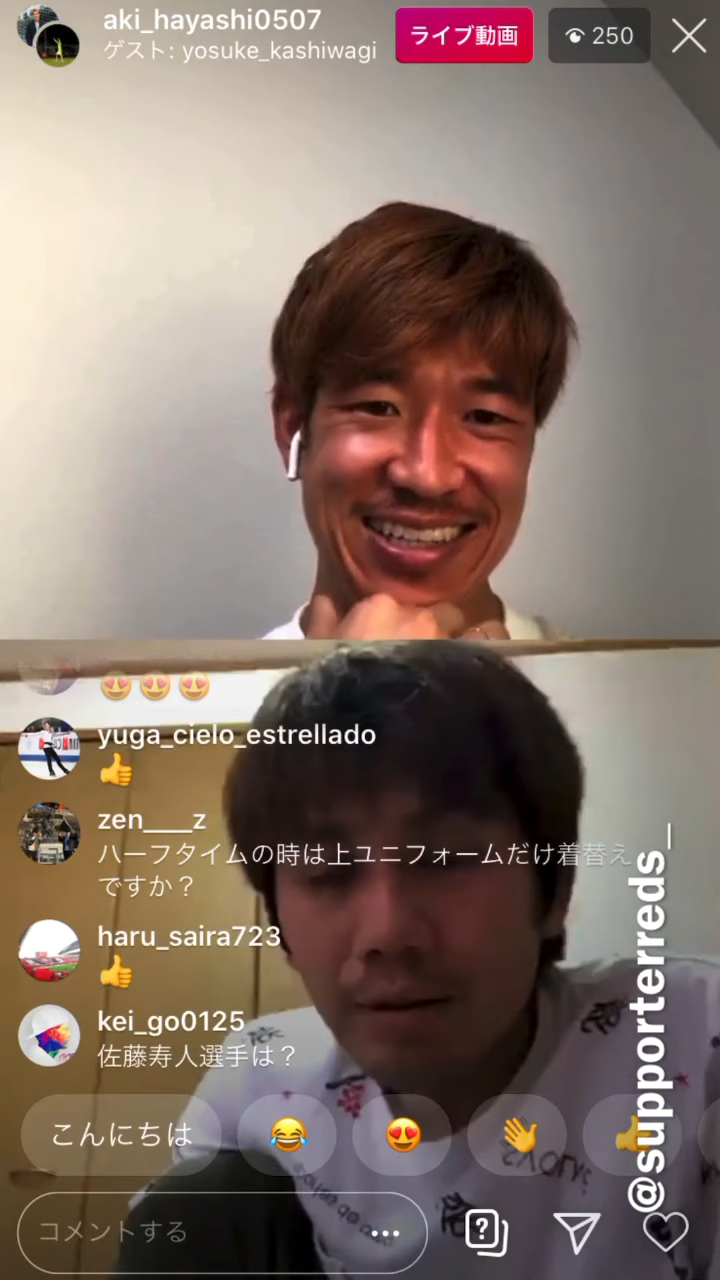 aki_hayashi0507
ゲスト: yosuke_kashiwagi
ライブ動画
250
yuga_cielo_estrellado
zen____z
ハーフタイムの時は上ユニフォームだけ着替え
ですか？
haru_saira723
kei_go0125
佐藤寿人選手は？
こんにちは
コメントする
@supporterreds_